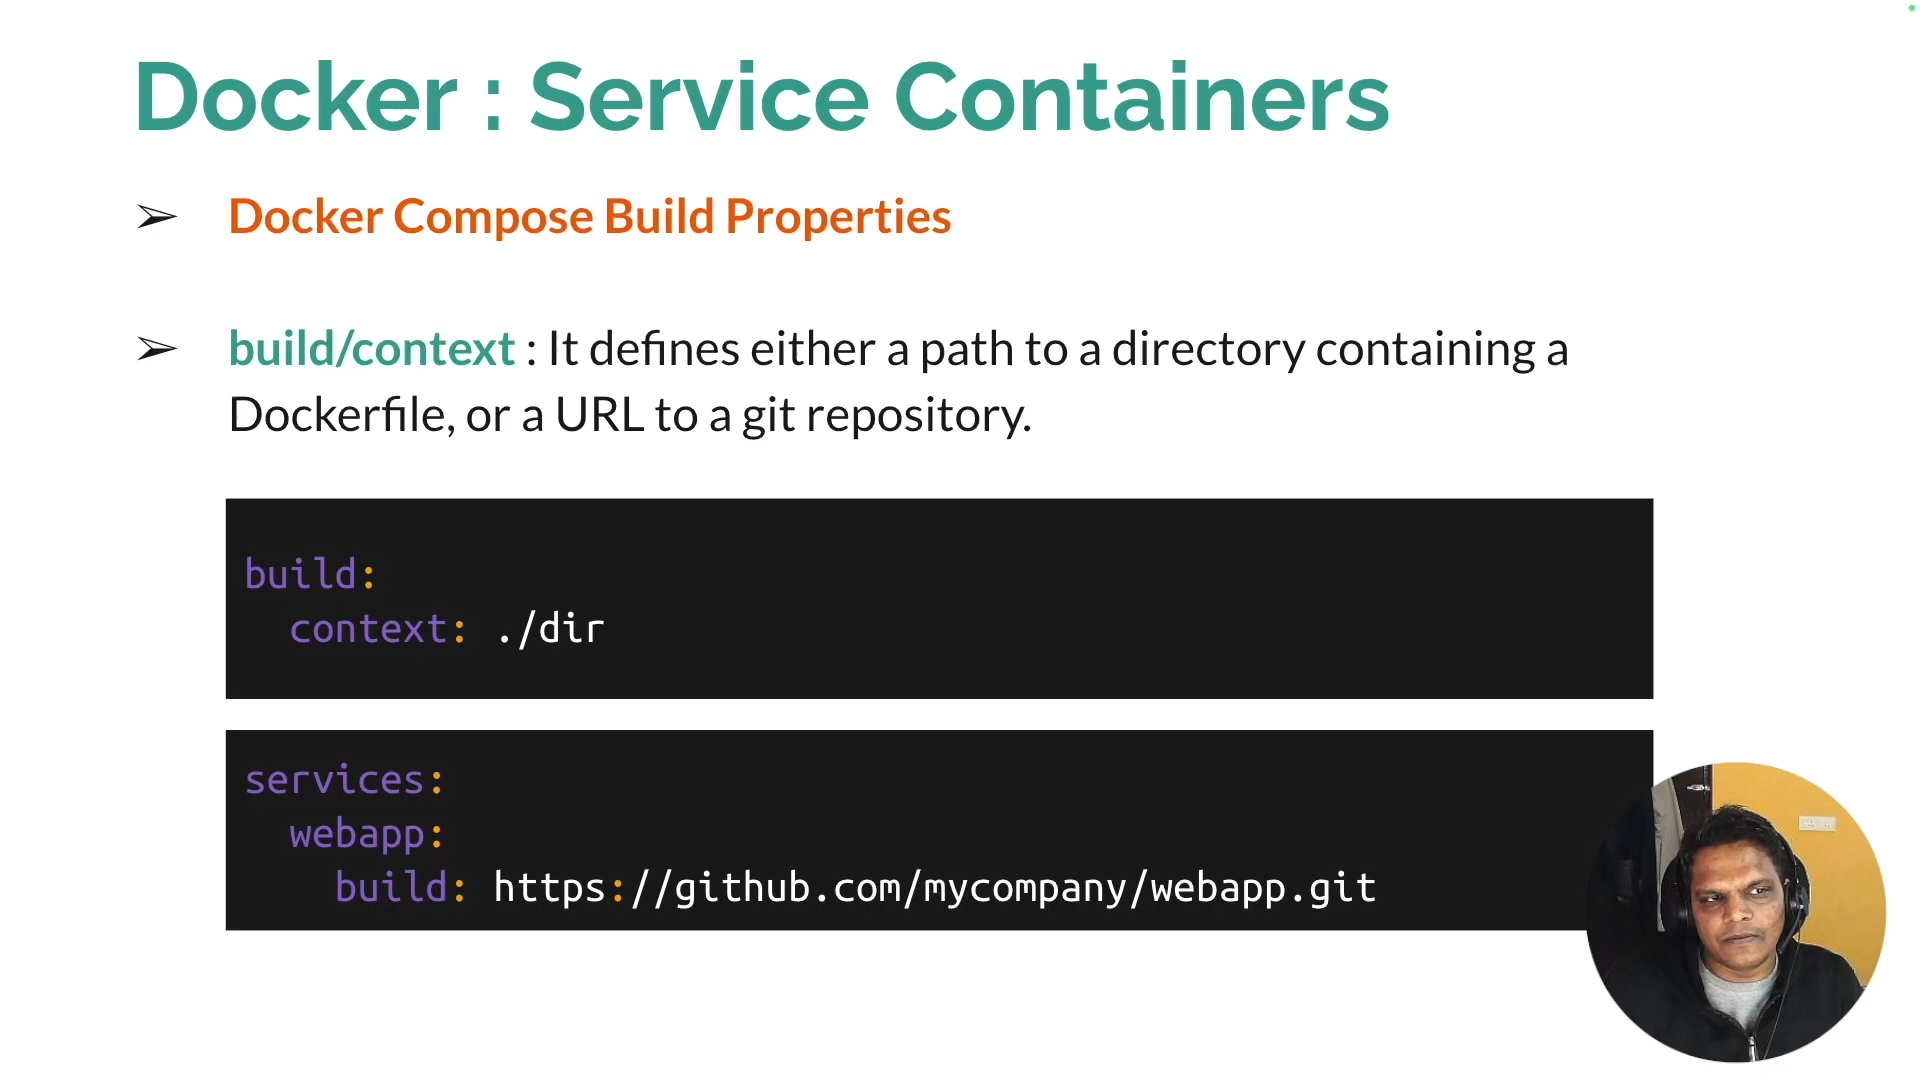 Docker : Service Containers
➢ Docker Compose Build Properties
➢ build/context : It defines either a path to a directory containing a
Dockerfile, or a URL to a git repository.
build:
  context: ./dir
services:
  webapp:
    build: https://github.com/mycompany/webapp.git